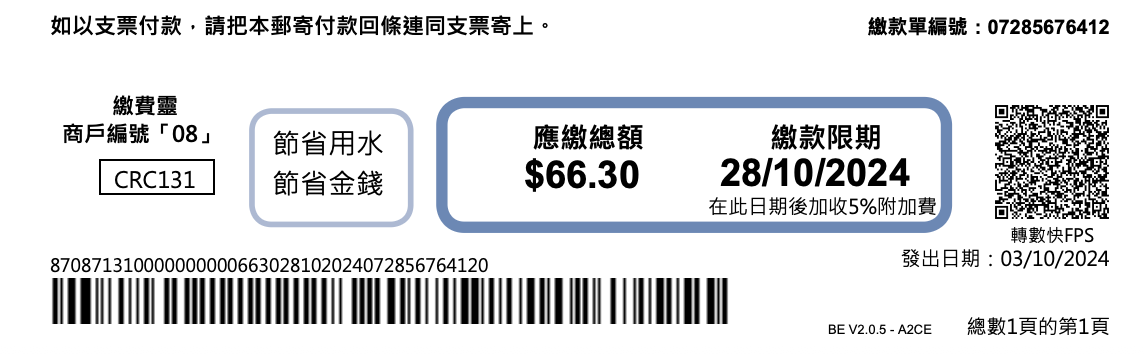 如以支票付款，請把本郵寄付款回條連同支票寄上。
繳款單編號：07285676412
繳費靈
商戶編號「08」
CRC131
節省用水
節省金錢
應繳總額
$66.30
繳款限期
28/10/2024
在此日期後加收5%附加費
轉數快FPS
發出日期：03/10/2024
870871310000000000663028102024072856764120
BE V2.0.5 - A2CE
總數1頁的第1頁